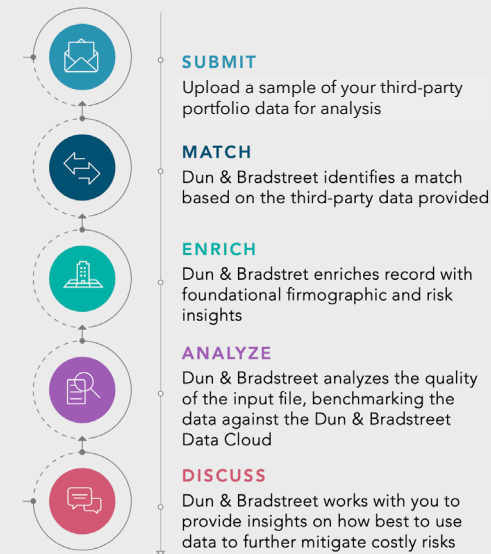 SUBMIT
Upload a sample of your third-party
portfolio data for analysis
MATCH
Dun & Bradstreet identifies a match
based on the third-party data provided
ENRICH
Dun & Bradstret enriches record with
foundational firmographic and risk
insights
ANALYZE
Dun & Bradstreet analyzes the quality
of the input file, benchmarking the
data against the Dun & Bradstreet
Data Cloud
DISCUSS
Dun & Bradstreet works with you to
provide insights on how best to use
data to further mitigate costly risks